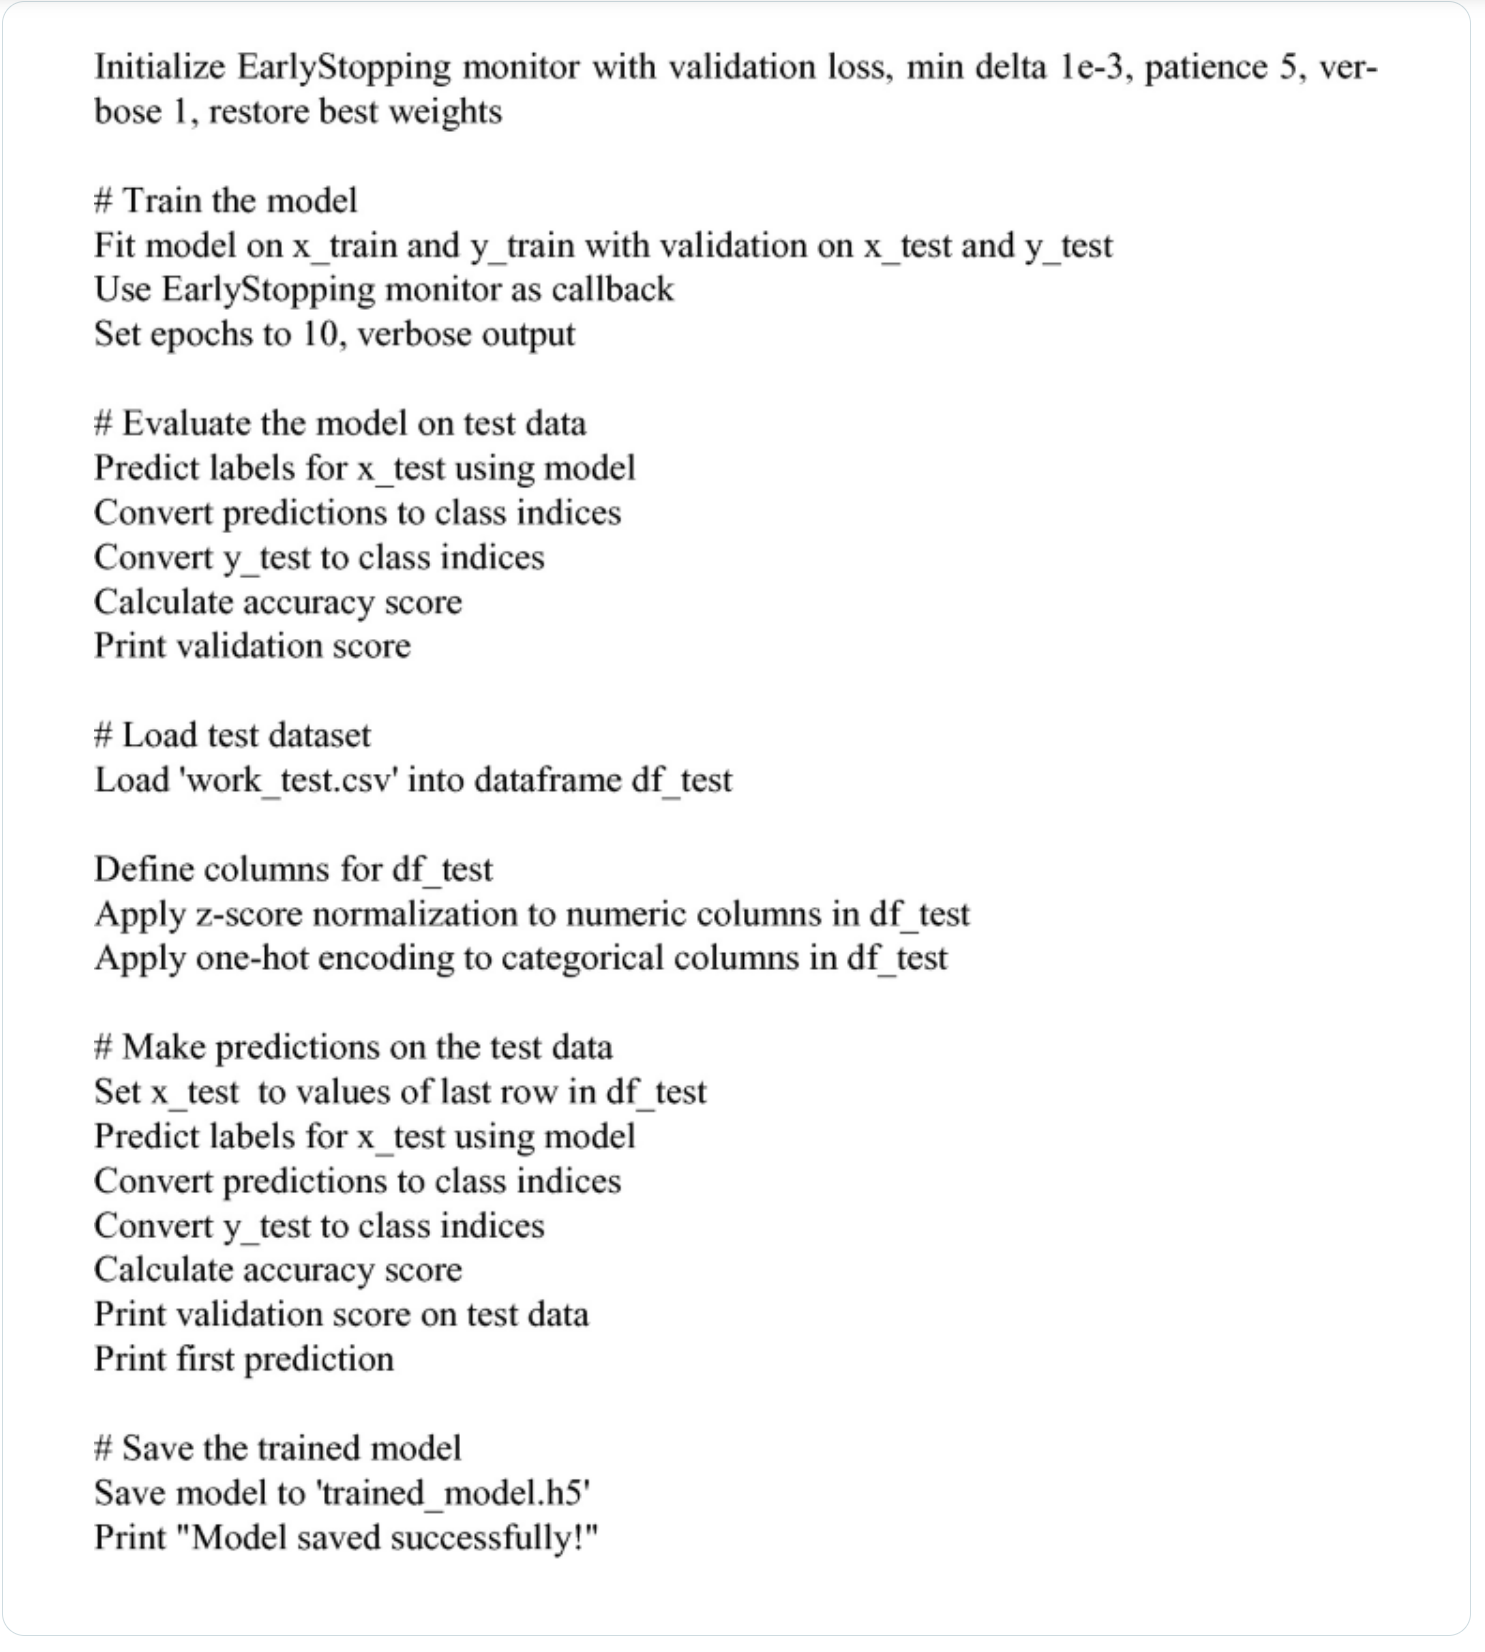 Initialize EarlyStopping monitor with validation loss, min delta 1e-3, patience 5, ver-
bose 1, restore best weights
# Train the model
Fit model on x_train and y_train with validation on x_test and y_test
Use EarlyStopping monitor as callback
Set epochs to 10, verbose output
# Evaluate the model on test data
Predict labels for x_test using model
Convert predictions to class indices
Convert y_test to class indices
Calculate accuracy score
Print validation score
# Load test dataset
Load 'work_test.csv' into dataframe df_test
Define columns for df_test
Apply z-score normalization to numeric columns in df_test
Apply one-hot encoding to categorical columns in df_test
# Make predictions on the test data
Set x_test  to values of last row in df_test
Predict labels for x_test using model
Convert predictions to class indices
Convert y_test to class indices
Calculate accuracy score
Print validation score on test data
Print first prediction
# Save the trained model
Save model to 'trained_model.h5'
Print "Model saved successfully!"